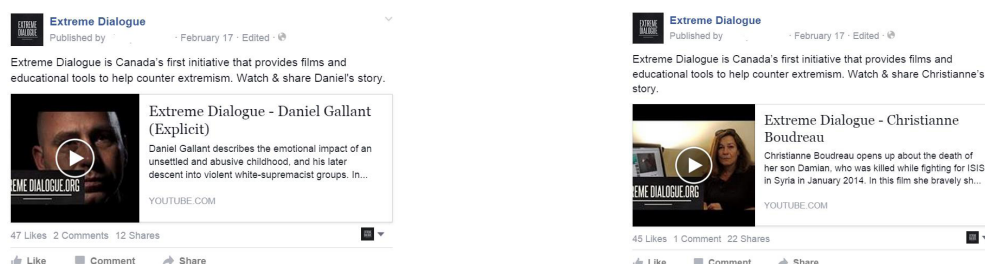 EXTREME
DIALOGUE
Extreme Dialogue
Published by · February 17 · Edited ·
Extreme Dialogue is Canada's first initiative that provides films and
educational tools to help counter extremism. Watch & share Daniel's story.
EME DIALOGUE.ORG
Extreme Dialogue - Daniel Gallant
(Explicit)
Daniel Gallant describes the emotional impact of an
unsettled and abusive childhood, and his later
descent into violent white-supremacist groups. In...
YOUTUBE.COM
47 Likes 2 Comments 12 Shares
Like Comment Share
EXTREME
DIALOGUE
Extreme Dialogue
Published by · February 17 · Edited ·
Extreme Dialogue is Canada's first initiative that provides films and
educational tools to help counter extremism. Watch & share Christianne's
story.
EME DIALOGUE.ORG
Extreme Dialogue - Christianne
Boudreau
Christianne Boudreau opens up about the death of
her son Damian, who was killed while fighting for ISIS
in Syria in January 2014. In this film she bravely sh...
YOUTUBE.COM
45 Likes 1 Comment 22 Shares
Like Comment Share